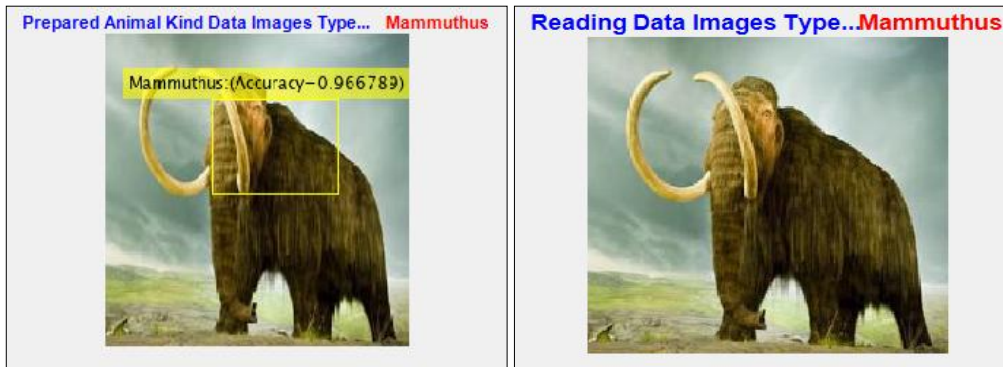 Prepared Animal Kind Data Images Type... Mammuthus
Mammuthus:(Accuracy-0.966789)
Reading Data Images Type...Mammuthus